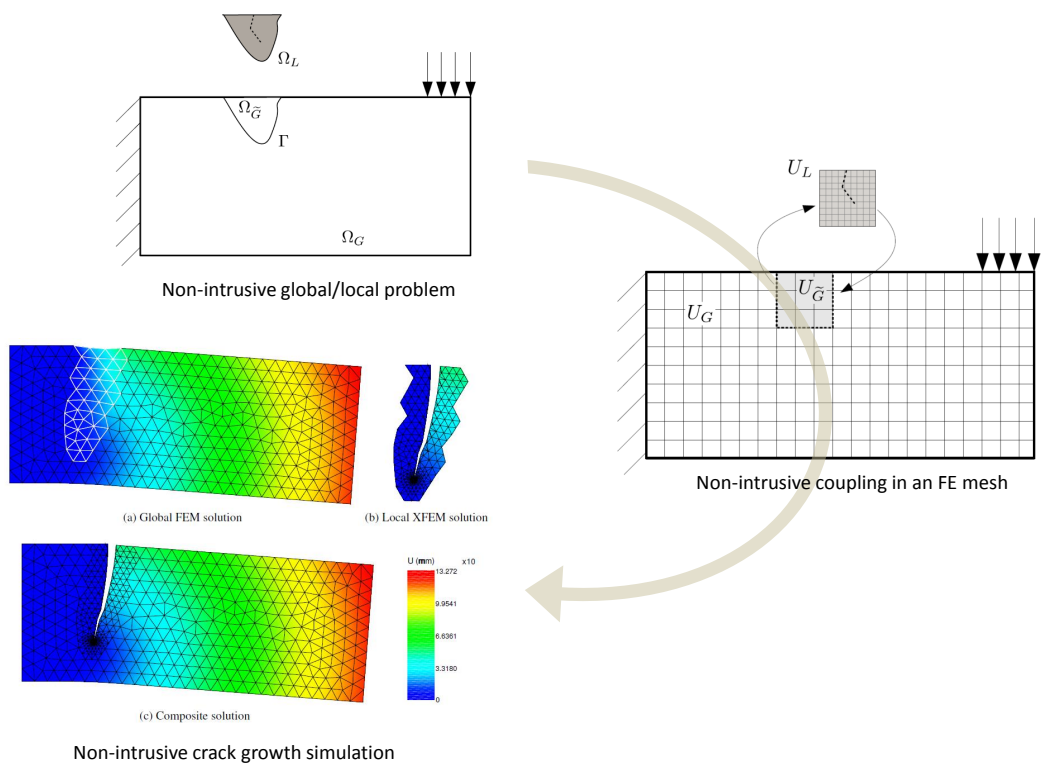 Ω_L
Ω_G̃
Γ
Ω_G
Non-intrusive global/local problem
U_L
U_G̃
U_G
Non-intrusive coupling in an FE mesh
(a) Global FEM solution
(b) Local XFEM solution
U (mm) x10
13.272
9.9541
6.6361
3.3180
0
(c) Composite solution
Non-intrusive crack growth simulation